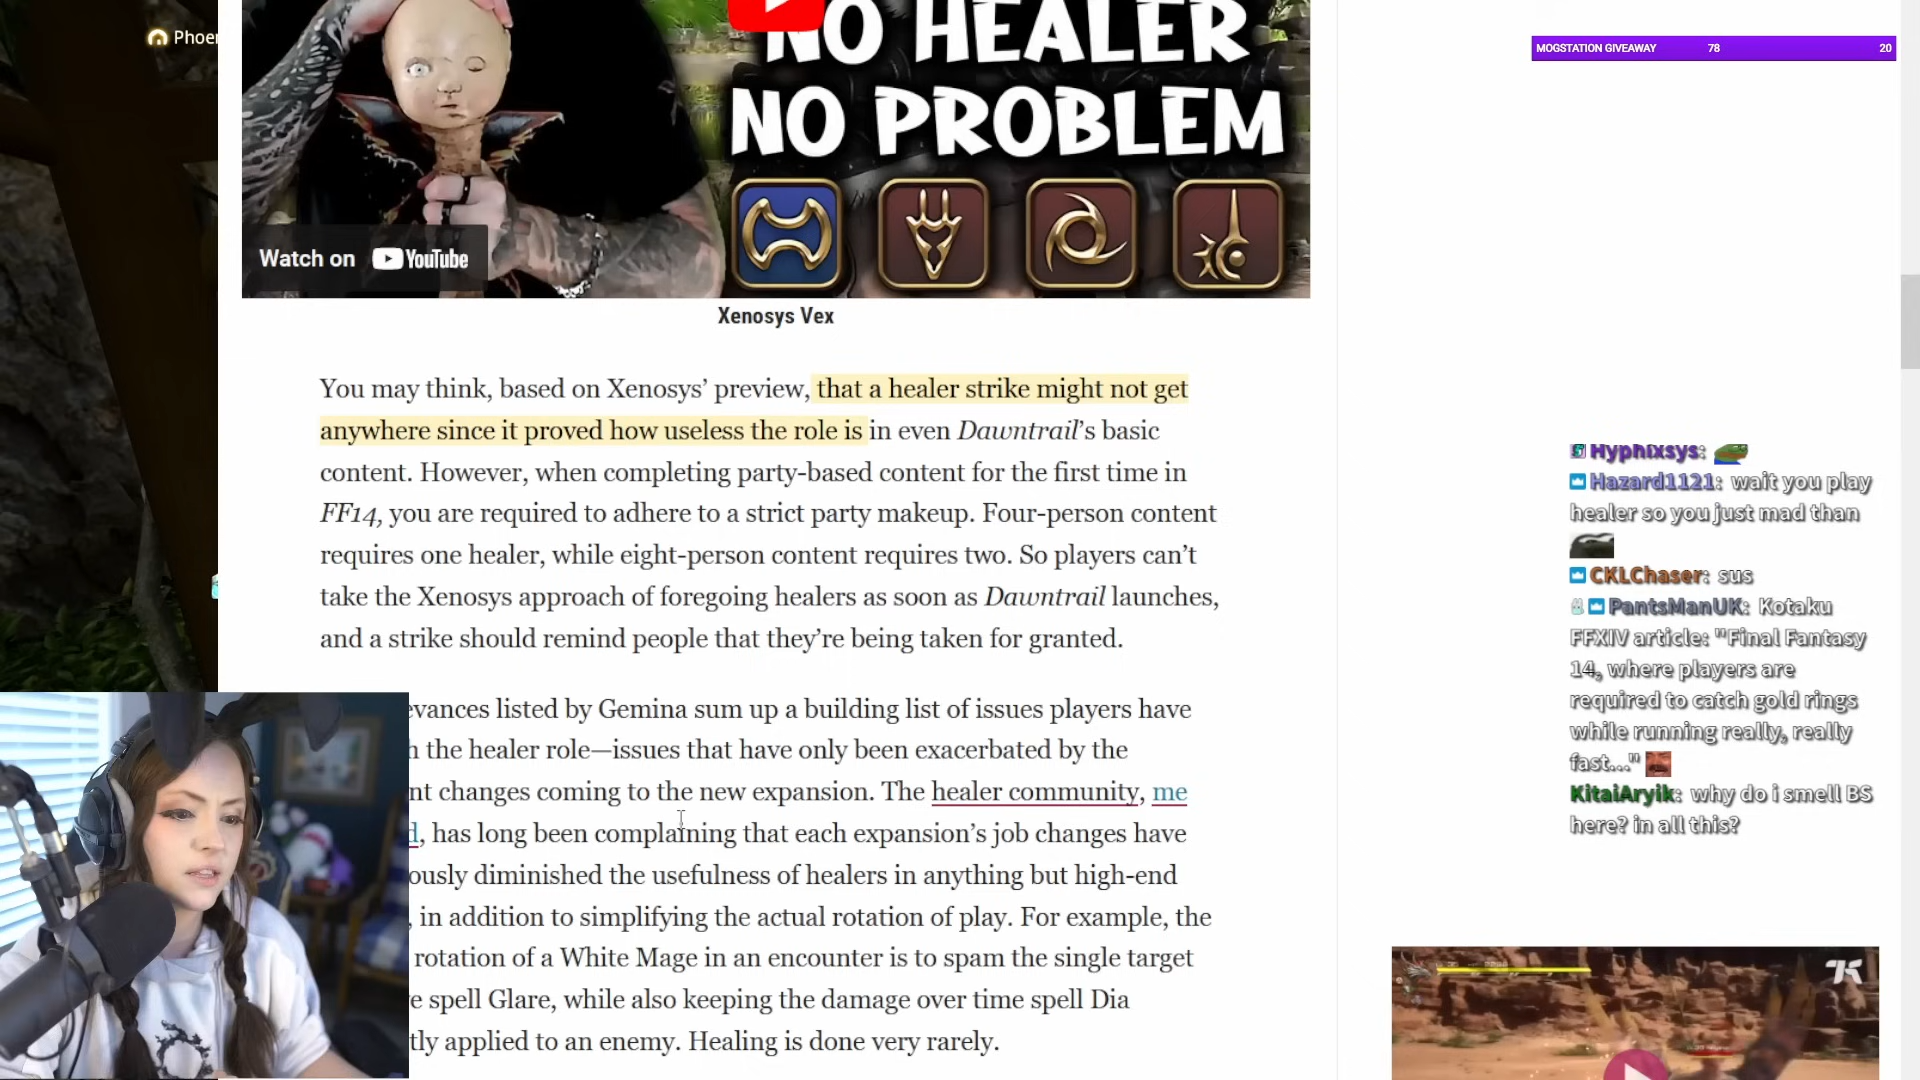 Phoer
NO HEALER
NO PROBLEM
Watch on YouTube
Xenosys Vex
MOGSTATION GIVEAWAY 78 20
You may think, based on Xenosys’ preview, that a healer strike might not get
anywhere since it proved how useless the role is in even Dawntrail’s basic
content. However, when completing party-based content for the first time in
FF14, you are required to adhere to a strict party makeup. Four-person content
requires one healer, while eight-person content requires two. So players can’t
take the Xenosys approach of foregoing healers as soon as Dawntrail launches,
and a strike should remind people that they’re being taken for granted.
evances listed by Gemina sum up a building list of issues players have
h the healer role—issues that have only been exacerbated by the
nt changes coming to the new expansion. The healer community, me
d, has long been complaining that each expansion’s job changes have
ously diminished the usefulness of healers in anything but high-end
, in addition to simplifying the actual rotation of play. For example, the
rotation of a White Mage in an encounter is to spam the single target
e spell Glare, while also keeping the damage over time spell Dia
tly applied to an enemy. Healing is done very rarely.
Hyphixsys:
Hazard1121: wait you play
healer so you just mad than
CKLChaser: sus
PantsManUK: Kotaku
FFXIV article: "Final Fantasy
14, where players are
required to catch gold rings
while running really, really
fast..."
KitaiAryik: why do i smell BS
here? in all this?